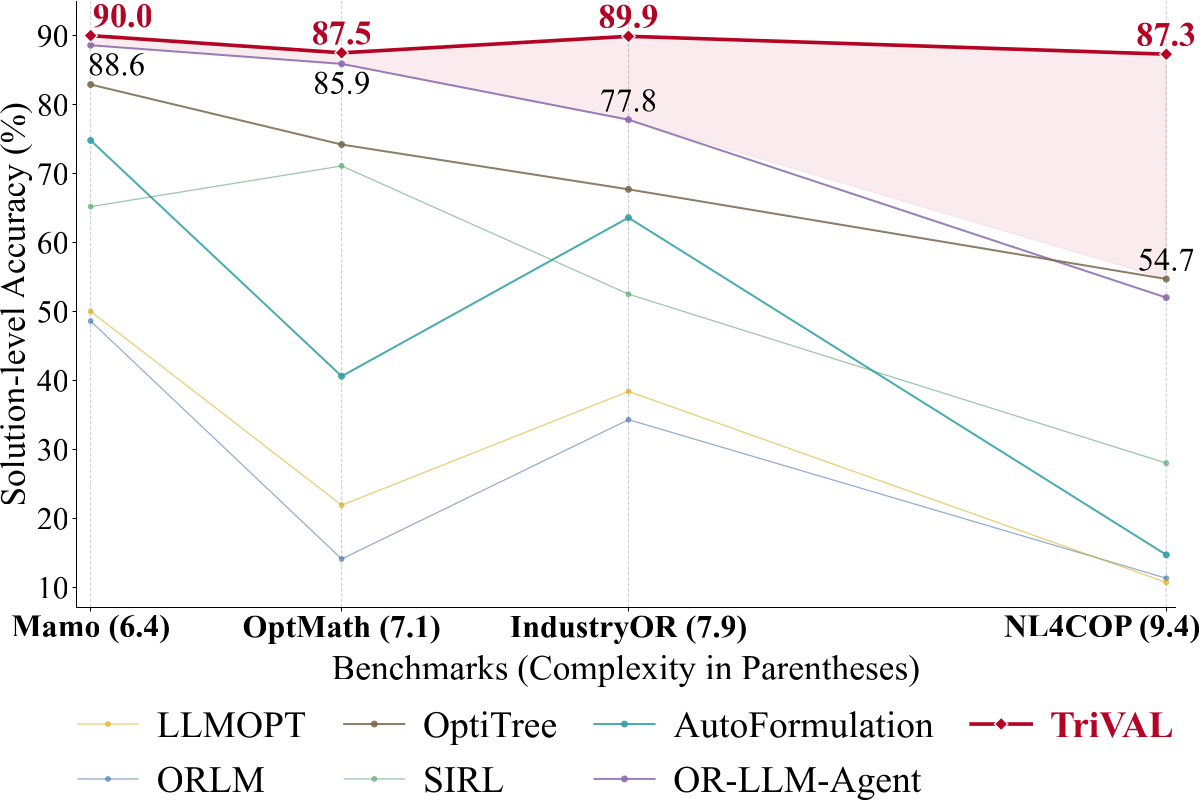 90.0
87.5
89.9
87.3
88.6
85.9
77.8
54.7
Solution-level Accuracy (%)
90
80
70
60
50
40
30
20
10
Mamo (6.4)
OptMath (7.1)
IndustryOR (7.9)
NL4COP (9.4)
Benchmarks (Complexity in Parentheses)
LLMOPT
OptiTree
AutoFormulation
TriVAL
ORLM
SIRL
OR-LLM-Agent